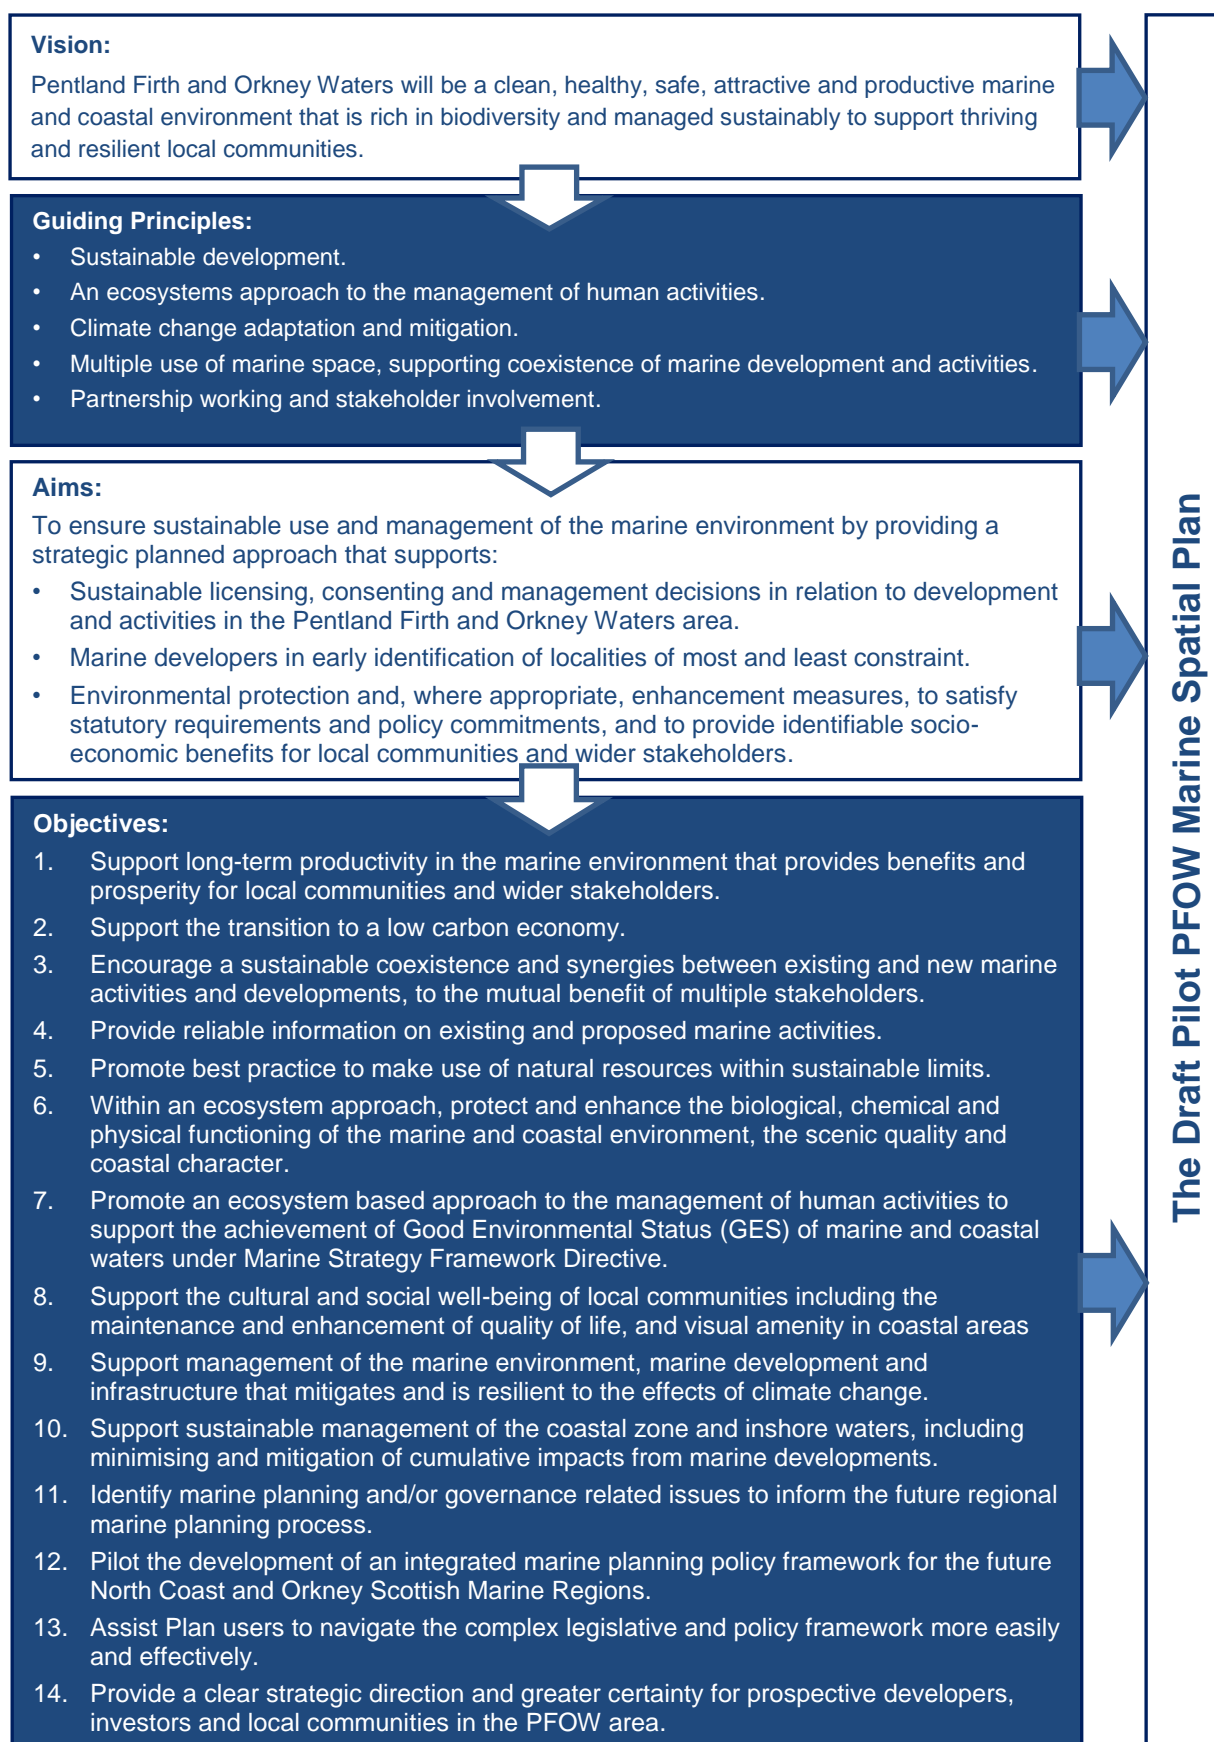 Vision:
Pentland Firth and Orkney Waters will be a clean, healthy, safe, attractive and productive marine
and coastal environment that is rich in biodiversity and managed sustainably to support thriving
and resilient local communities.
Guiding Principles:
• Sustainable development.
• An ecosystems approach to the management of human activities.
• Climate change adaptation and mitigation.
• Multiple use of marine space, supporting coexistence of marine development and activities.
• Partnership working and stakeholder involvement.
Aims:
To ensure sustainable use and management of the marine environment by providing a
strategic planned approach that supports:
• Sustainable licensing, consenting and management decisions in relation to development
and activities in the Pentland Firth and Orkney Waters area.
• Marine developers in early identification of localities of most and least constraint.
• Environmental protection and, where appropriate, enhancement measures, to satisfy
statutory requirements and policy commitments, and to provide identifiable socio-
economic benefits for local communities and wider stakeholders.
Objectives:
1. Support long-term productivity in the marine environment that provides benefits and
prosperity for local communities and wider stakeholders.
2. Support the transition to a low carbon economy.
3. Encourage a sustainable coexistence and synergies between existing and new marine
activities and developments, to the mutual benefit of multiple stakeholders.
4. Provide reliable information on existing and proposed marine activities.
5. Promote best practice to make use of natural resources within sustainable limits.
6. Within an ecosystem approach, protect and enhance the biological, chemical and
physical functioning of the marine and coastal environment, the scenic quality and
coastal character.
7. Promote an ecosystem based approach to the management of human activities to
support the achievement of Good Environmental Status (GES) of marine and coastal
waters under Marine Strategy Framework Directive.
8. Support the cultural and social well-being of local communities including the
maintenance and enhancement of quality of life, and visual amenity in coastal areas
9. Support management of the marine environment, marine development and
infrastructure that mitigates and is resilient to the effects of climate change.
10. Support sustainable management of the coastal zone and inshore waters, including
minimising and mitigation of cumulative impacts from marine developments.
11. Identify marine planning and/or governance related issues to inform the future regional
marine planning process.
12. Pilot the development of an integrated marine planning policy framework for the future
North Coast and Orkney Scottish Marine Regions.
13. Assist Plan users to navigate the complex legislative and policy framework more easily
and effectively.
14. Provide a clear strategic direction and greater certainty for prospective developers,
investors and local communities in the PFOW area.
The Draft Pilot PFOW Marine Spatial Plan